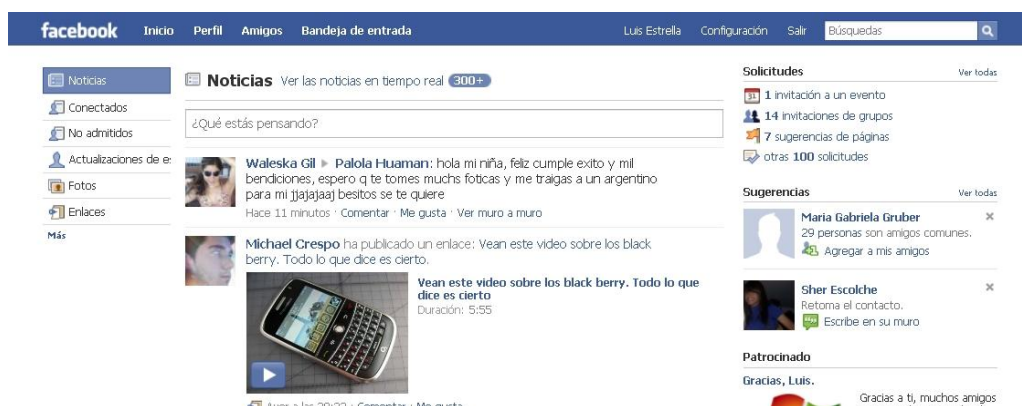 facebook Inicio Perfil Amigos Bandeja de entrada Luis Estrella Configuración Salir Búsquedas
Noticias
Conectados
No admitidos
Actualizaciones de e
Fotos
Enlaces
Más
Noticias Ver las noticias en tiempo real 300+
¿Qué estás pensando?
Waleska Gil ▶ Palola Huaman: hola mi niña, feliz cumple exito y mil
bendiciones, espero q te tomes muchs foticas y me traigas a un argentino
para mi jjajajaaj besitos se te quiere
Hace 11 minutos · Comentar · Me gusta · Ver muro a muro
Michael Crespo ha publicado un enlace: Vean este video sobre los black
berry. Todo lo que dice es cierto.
Vean este video sobre los black berry. Todo lo que
dice es cierto
Duración: 5:55
Solicitudes Ver todas
31 1 invitación a un evento
14 invitaciones de grupos
7 sugerencias de páginas
otras 100 solicitudes
Sugerencias Ver todas
Maria Gabriela Gruber
29 personas son amigos comunes.
Agregar a mis amigos
Sher Escolche
Retoma el contacto.
Escribe en su muro
Patrocinado
Gracias, Luis.
Gracias a ti, muchos amigos